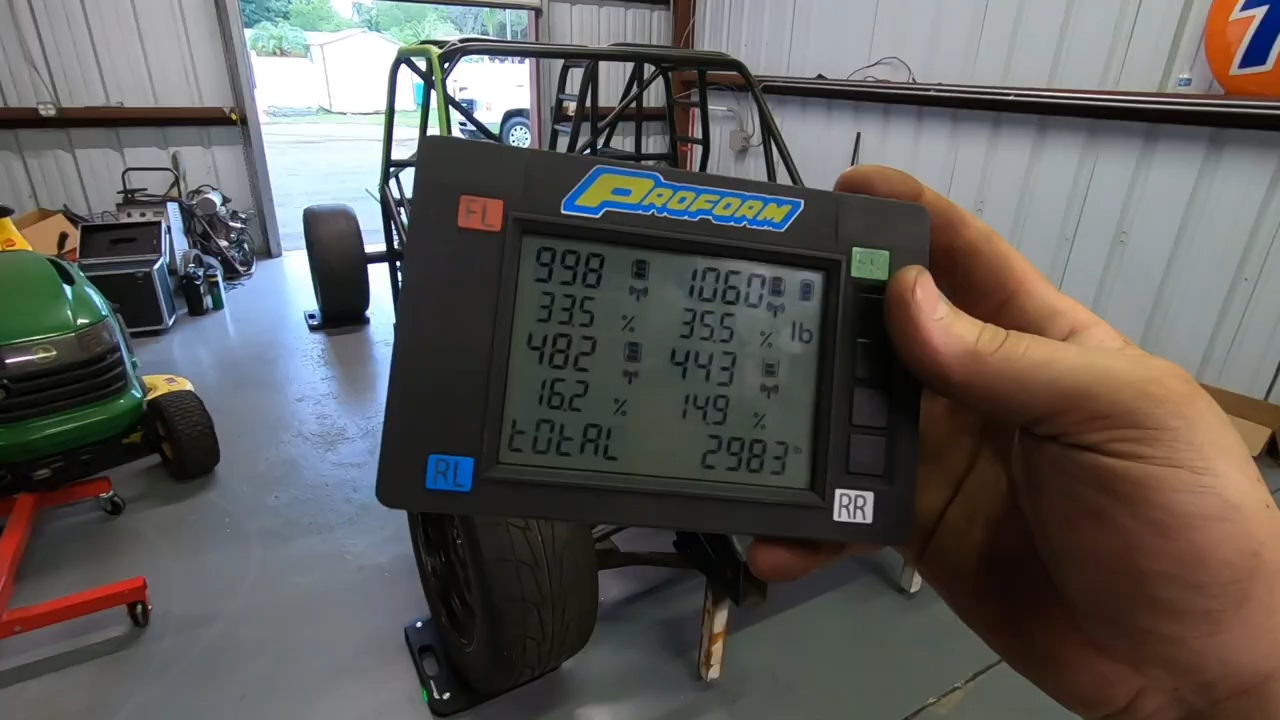 PROFORM
FL
998 1060
33.5 % 35.5 % lb
482 443
16.2 % 14.9 %
totAL 2983 lb
RL
RR